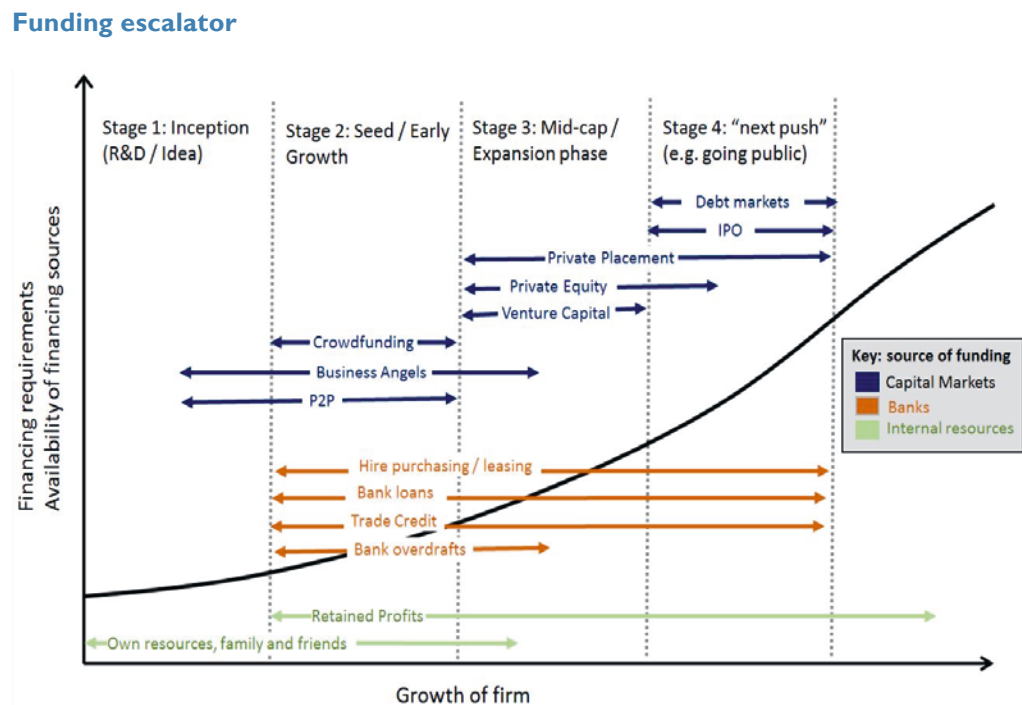 Funding escalator
Stage 1: Inception
(R&D / Idea)
Stage 2: Seed / Early
Growth
Stage 3: Mid-cap /
Expansion phase
Stage 4: “next push”
(e.g. going public)
Debt markets
IPO
Private Placement
Private Equity
Venture Capital
Crowdfunding
Business Angels
P2P
Hire purchasing / leasing
Bank loans
Trade Credit
Bank overdrafts
Retained Profits
Own resources, family and friends
Key: source of funding
Capital Markets
Banks
Internal resources
Financing requirements
Availability of financing sources
Growth of firm